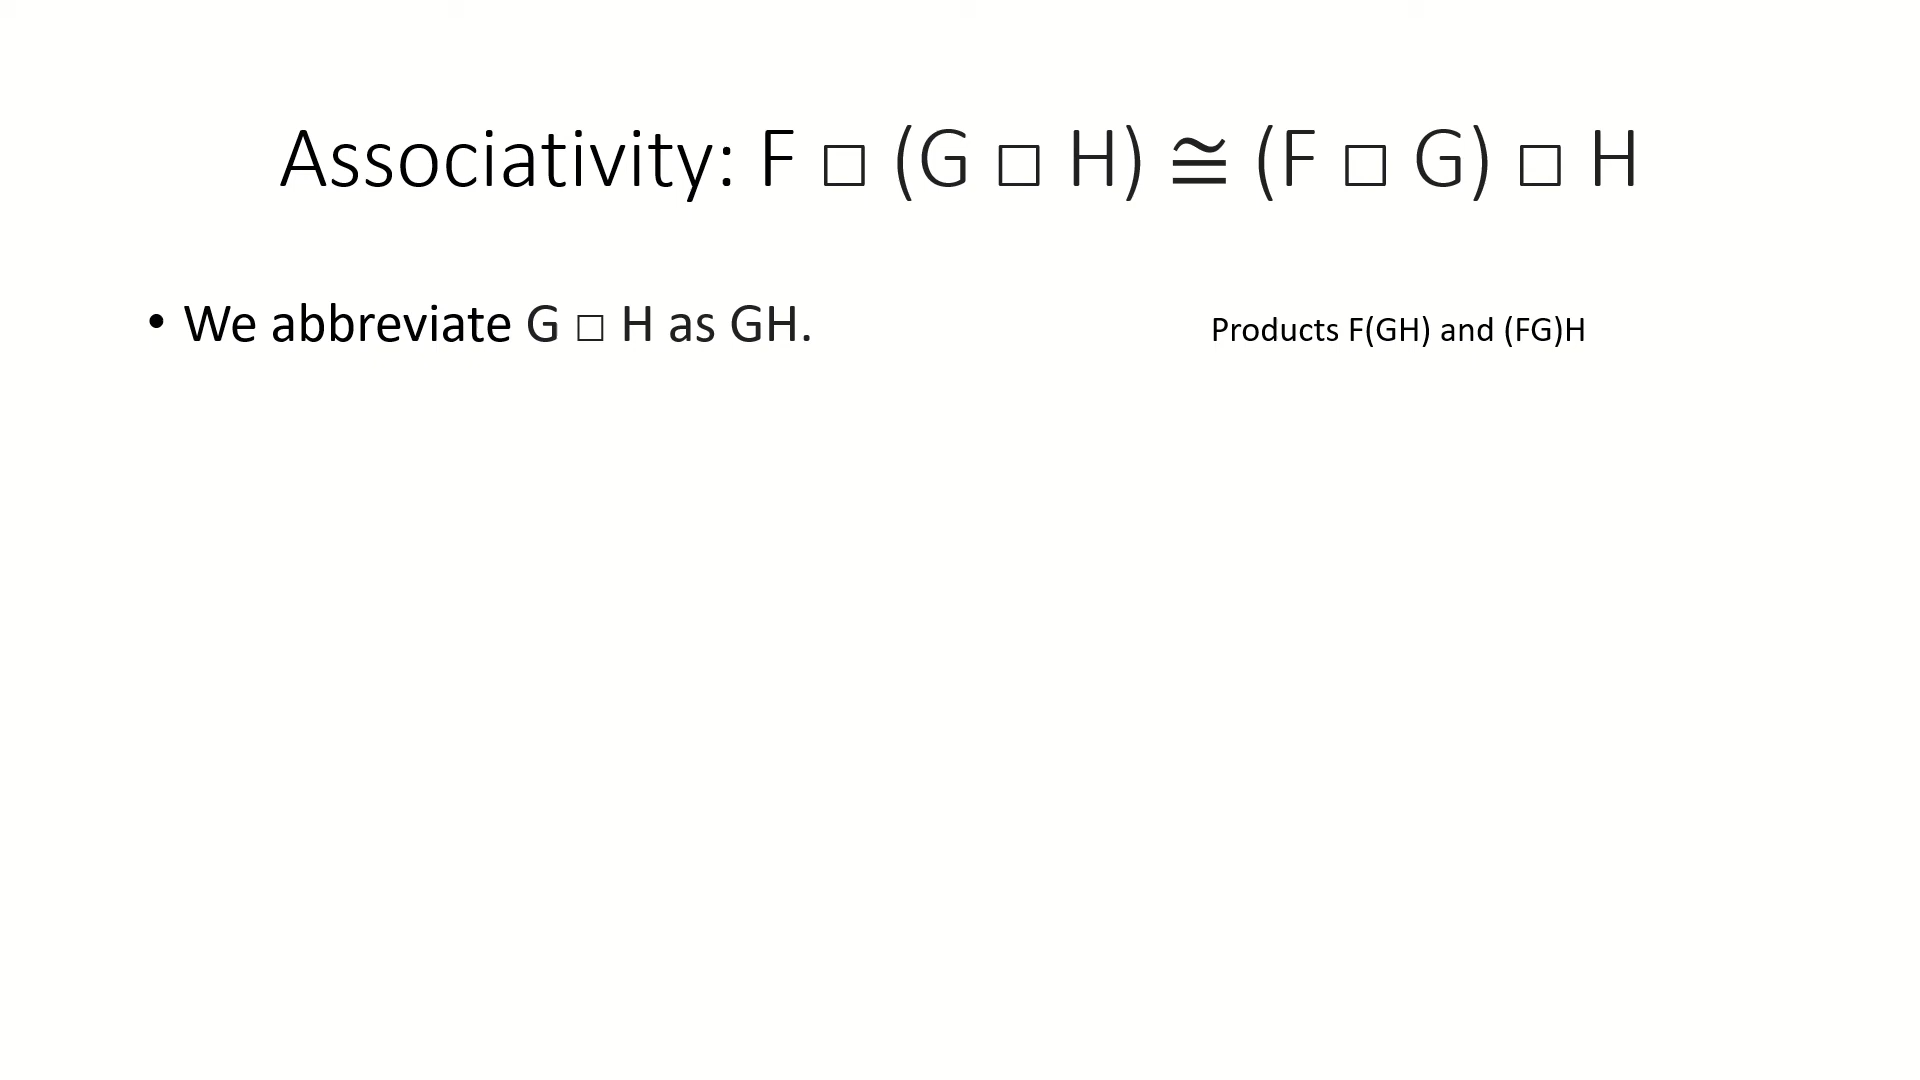 Associativity: F □ (G □ H) ≅ (F □ G) □ H
• We abbreviate G □ H as GH.
Products F(GH) and (FG)H